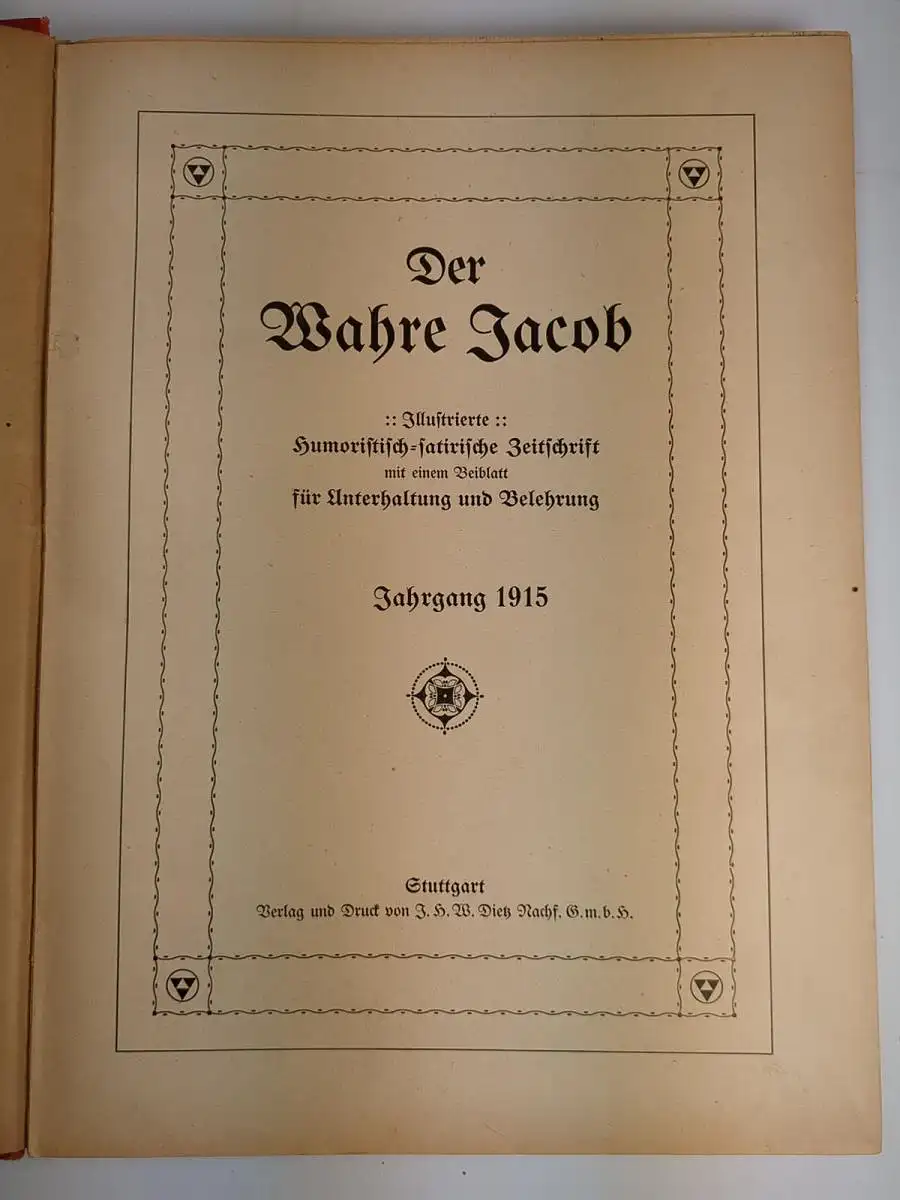 Der
Wahre Jacob
:: Illustrierte ::
Humoristisch-satirische Zeitschrift
mit einem Beiblatt
für Unterhaltung und Belehrung
Jahrgang 1915
Stuttgart
Verlag und Druck von J. H. W. Dietz Nachf. G. m. b. H.